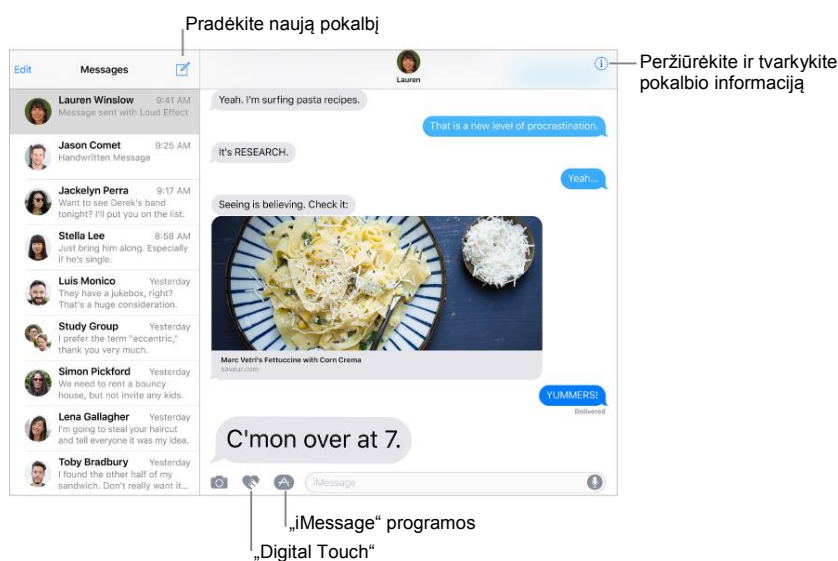 Pradėkite naują pokalbį
Edit
Messages
Lauren Winslow 9:41 AM
Message sent with Loud Effect
Jason Comet 9:25 AM
Handwritten Message
Jackelyn Perra 9:17 AM
Want to see Derek's band
tonight? I'll put you on the list.
Stella Lee 8:58 AM
Just bring him along. Especially
if he's single.
Luis Monico Yesterday
They have a jukebox, right?
That's a huge consideration.
Study Group Yesterday
I prefer the term "eccentric,"
thank you very much.
Simon Pickford Yesterday
We need to rent a bouncy
house, but not invite any kids.
Lena Gallagher Yesterday
I'm going to steal your haircut
and tell everyone it was my idea.
Toby Bradbury Yesterday
I found the other half of my
sandwich. Don't really want it...
Lauren
Peržiūrėkite ir tvarkykite
pokalbio informaciją
Yeah. I'm surfing pasta recipes.
That is a new level of procrastination.
It's RESEARCH.
Yeah...
Seeing is believing. Check it:
Marc Vetri's Fettuccine with Corn Crema
saveur.com
YUMMERS!
Delivered
C'mon over at 7.
iMessage
„iMessage“ programos
„Digital Touch“